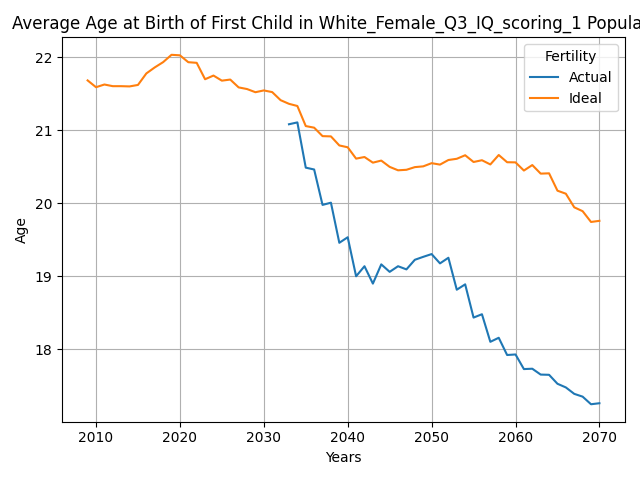 Average Age at Birth of First Child in White_Female_Q3_IQ_scoring_1 Popula
Fertility
Actual
Ideal
22
21
20
19
18
Age
2010 2020 2030 2040 2050 2060 2070
Years